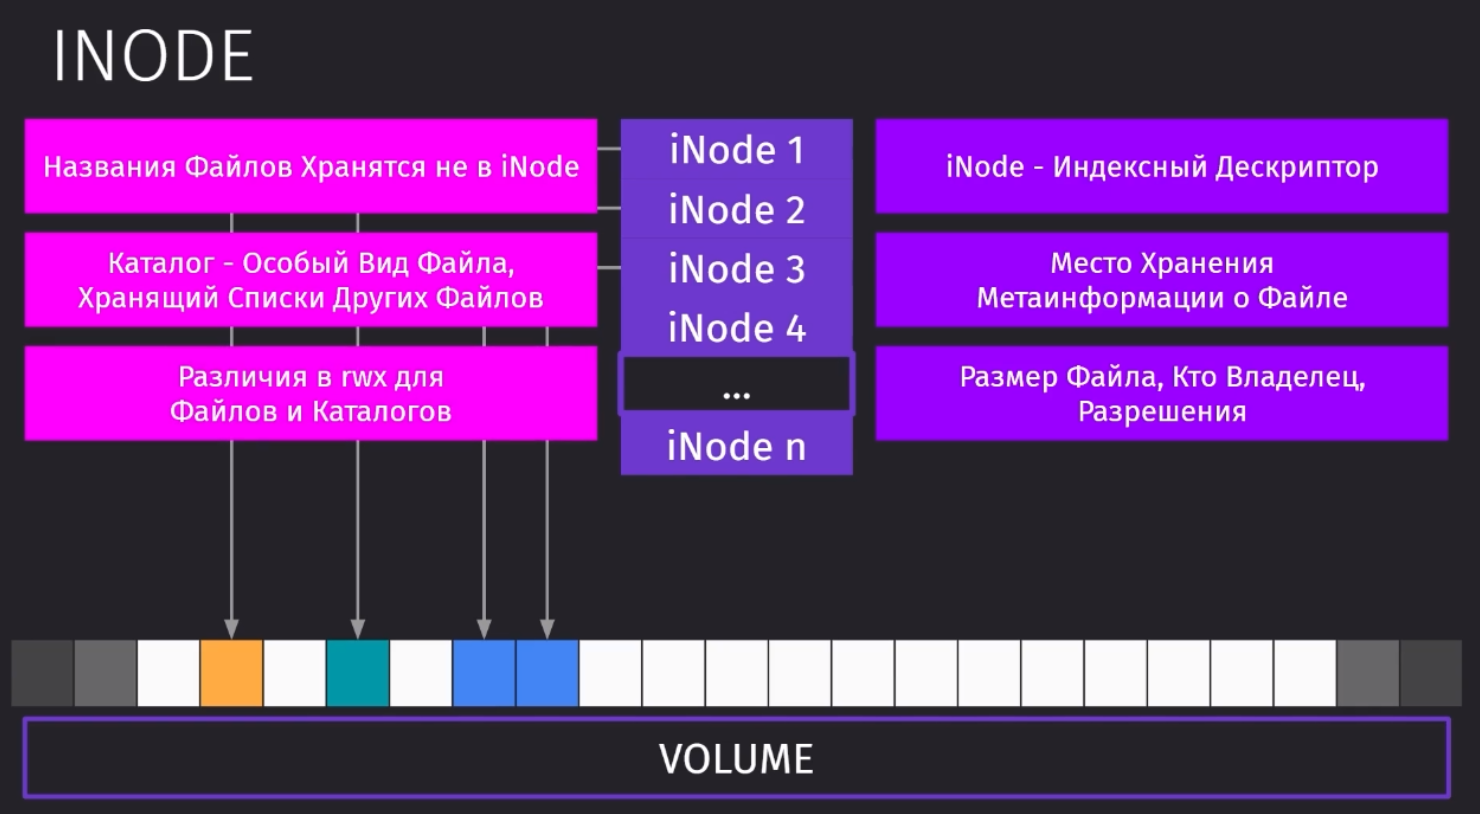 INODE
Названия Файлов Хранятся не в iNode
Каталог - Особый Вид Файла,
Хранящий Списки Других Файлов
Различия в rwx для
Файлов и Каталогов
iNode 1
iNode 2
iNode 3
iNode 4
...
iNode n
iNode - Индексный Дескриптор
Место Хранения
Метаинформации о Файле
Размер Файла, Кто Владелец,
Разрешения
VOLUME